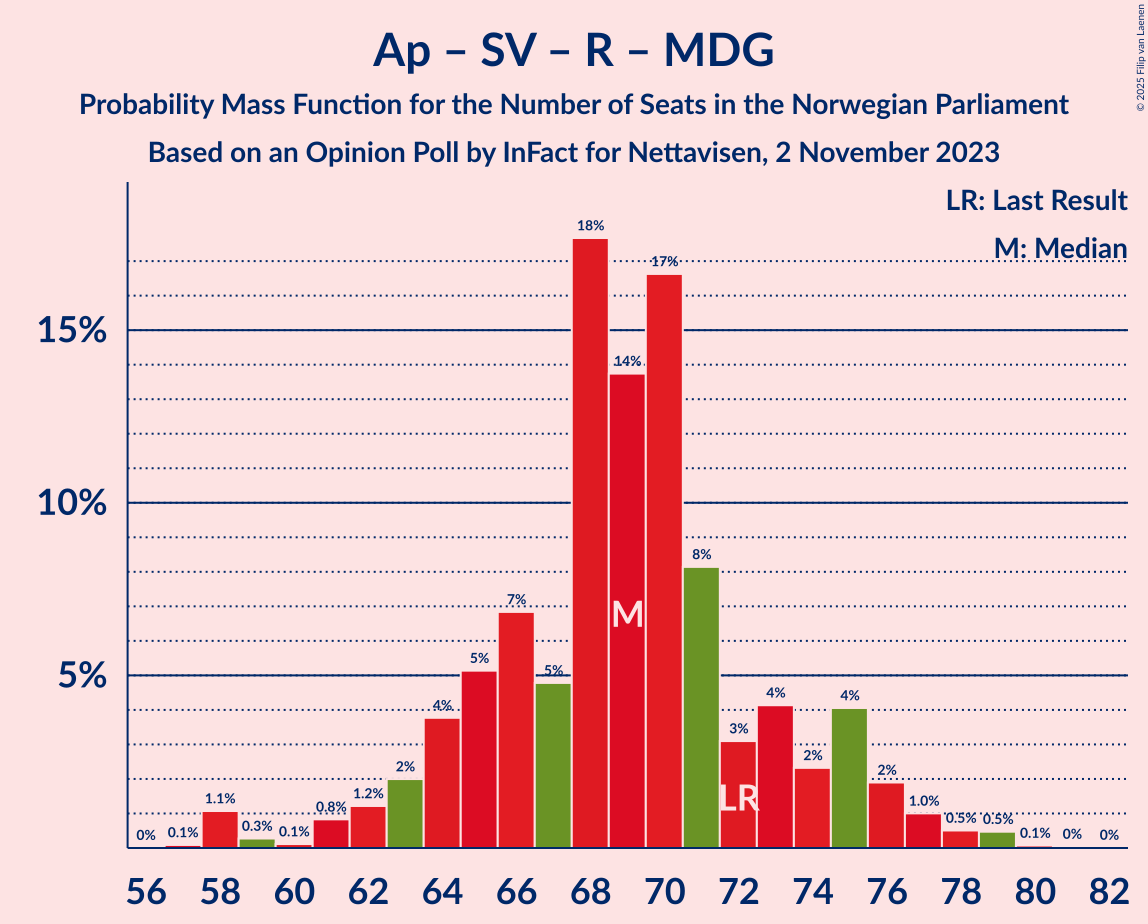 Ap – SV – R – MDG
Probability Mass Function for the Number of Seats in the Norwegian Parliament
Based on an Opinion Poll by InFact for Nettavisen, 2 November 2023
© 2025 Filip van Laenen
LR: Last Result
M: Median
15%
10%
5%
0% 0.1% 1.1% 0.3% 0.1% 0.8% 1.2% 2% 4% 5% 7% 5% 18% 14% 17% 8% 3% 4% 2% 4% 2% 1.0% 0.5% 0.5% 0.1% 0% 0%
M
LR
56 58 60 62 64 66 68 70 72 74 76 78 80 82